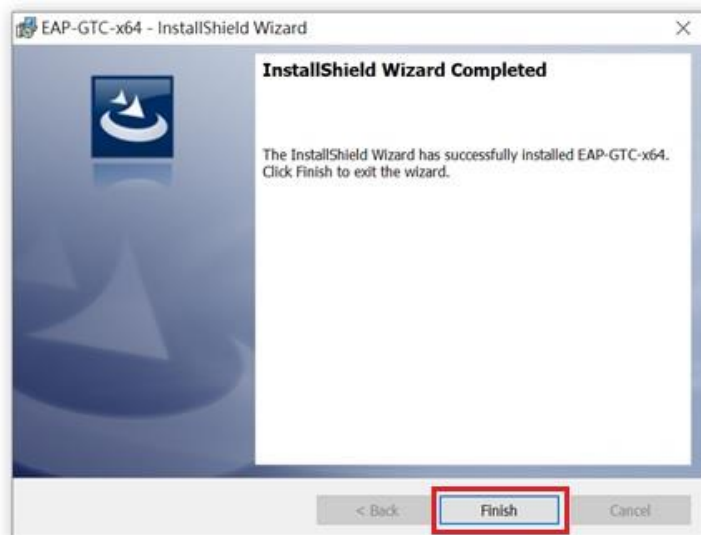 EAP-GTC-x64 - InstallShield Wizard
InstallShield Wizard Completed
The InstallShield Wizard has successfully installed EAP-GTC-x64.
Click Finish to exit the wizard.
< Back
Finish
Cancel